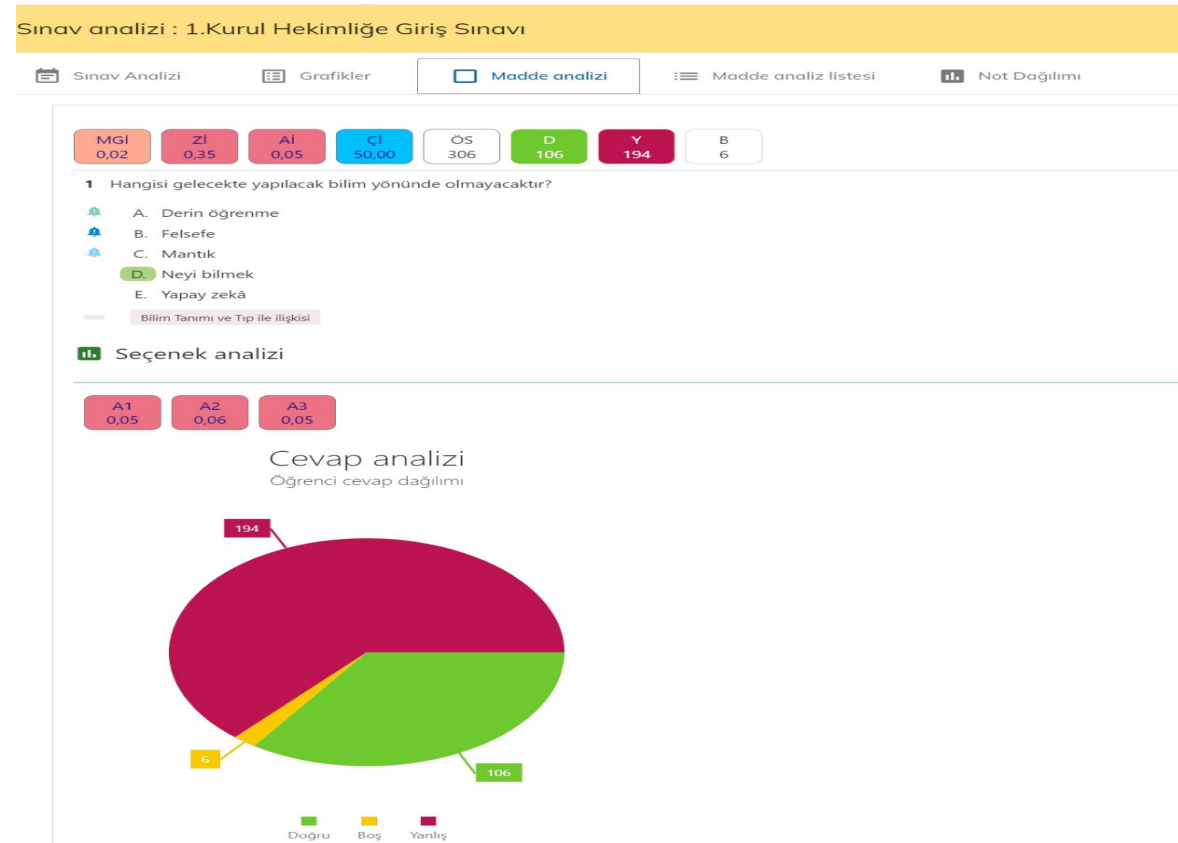 Sınav analizi : 1.Kurul Hekimliğe Giriş Sınavı
Sınav Analizi Grafikler Madde analizi Madde analiz listesi Not Dağılımı
MGİ Zİ Aİ Çİ ÖS D Y B
0,02 0,35 0,05 50,00 306 106 194 6
1 Hangisi gelecekte yapılacak bilim yönünde olmayacaktır?
A. Derin öğrenme
B. Felsefe
C. Mantık
D. Neyi bilmek
E. Yapay zekâ
Bilim Tanımı ve Tıp ile ilişkisi
Seçenek analizi
A1 A2 A3
0,05 0,06 0,05
Cevap analizi
Öğrenci cevap dağılımı
194
6
106
Doğru Boş Yanlış